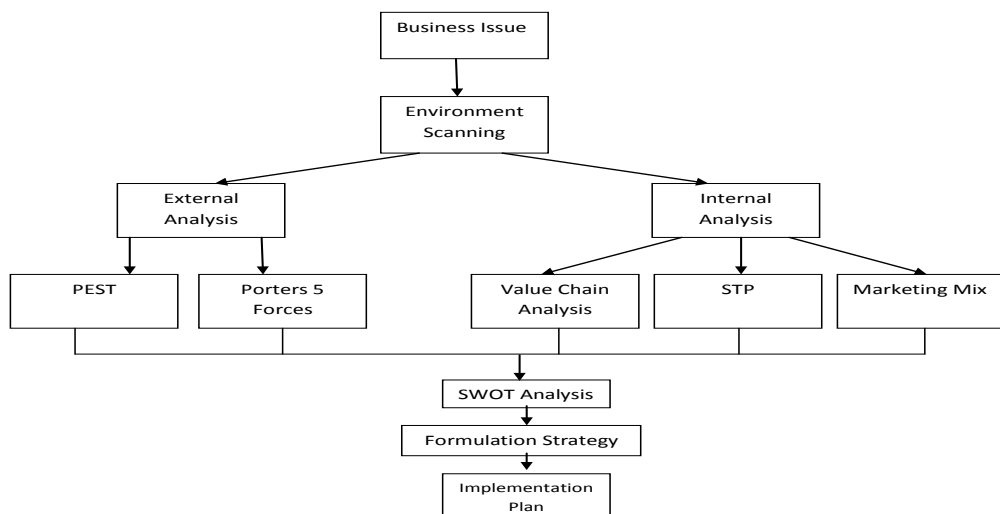 Business Issue
Environment
Scanning
External
Analysis
Internal
Analysis
PEST
Porters 5
Forces
Value Chain
Analysis
STP
Marketing Mix
SWOT Analysis
Formulation Strategy
Implementation
Plan